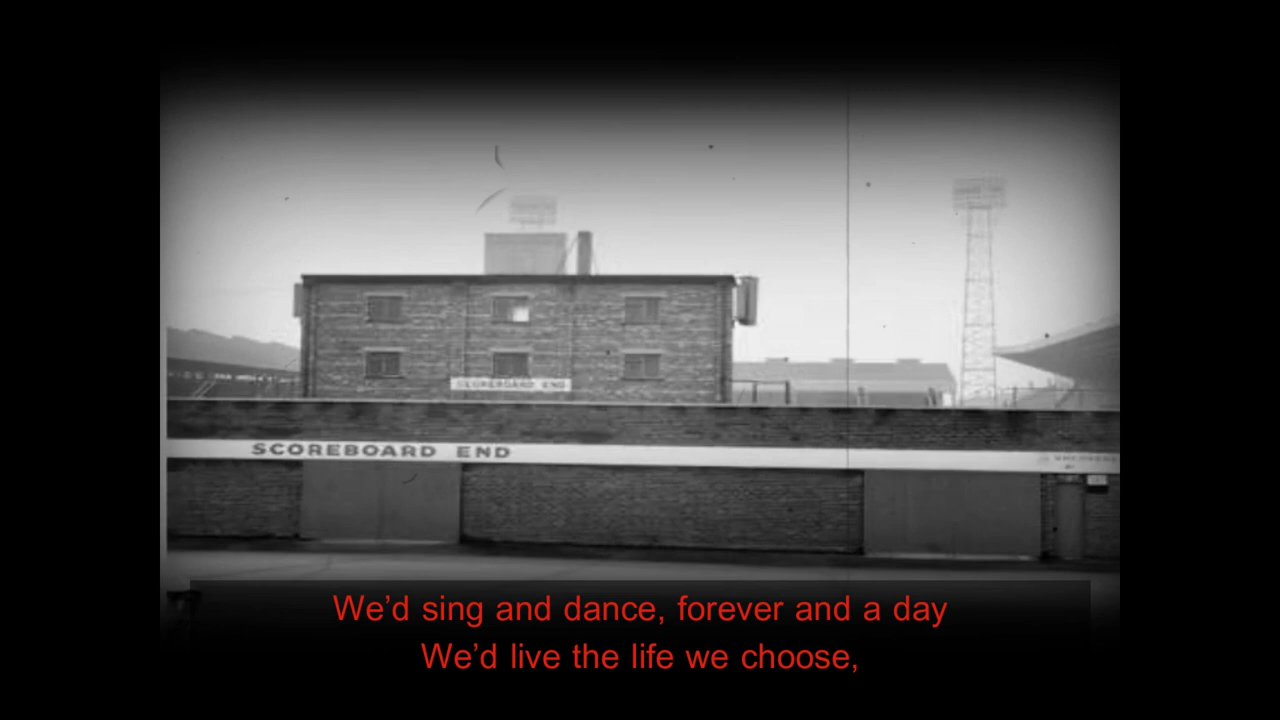 SCOREBOARD END
SCOREBOARD END
We’d sing and dance, forever and a day
We’d live the life we choose,